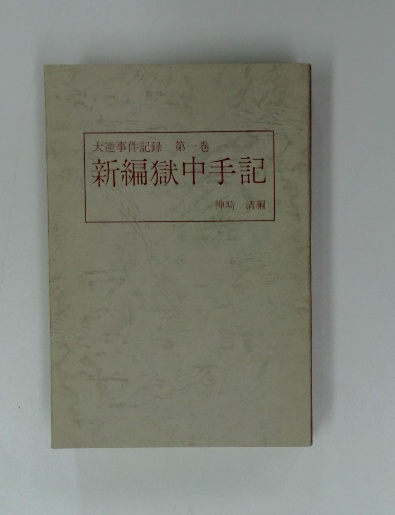 大逆事件記録 第一巻
新編獄中手記
神崎 清編